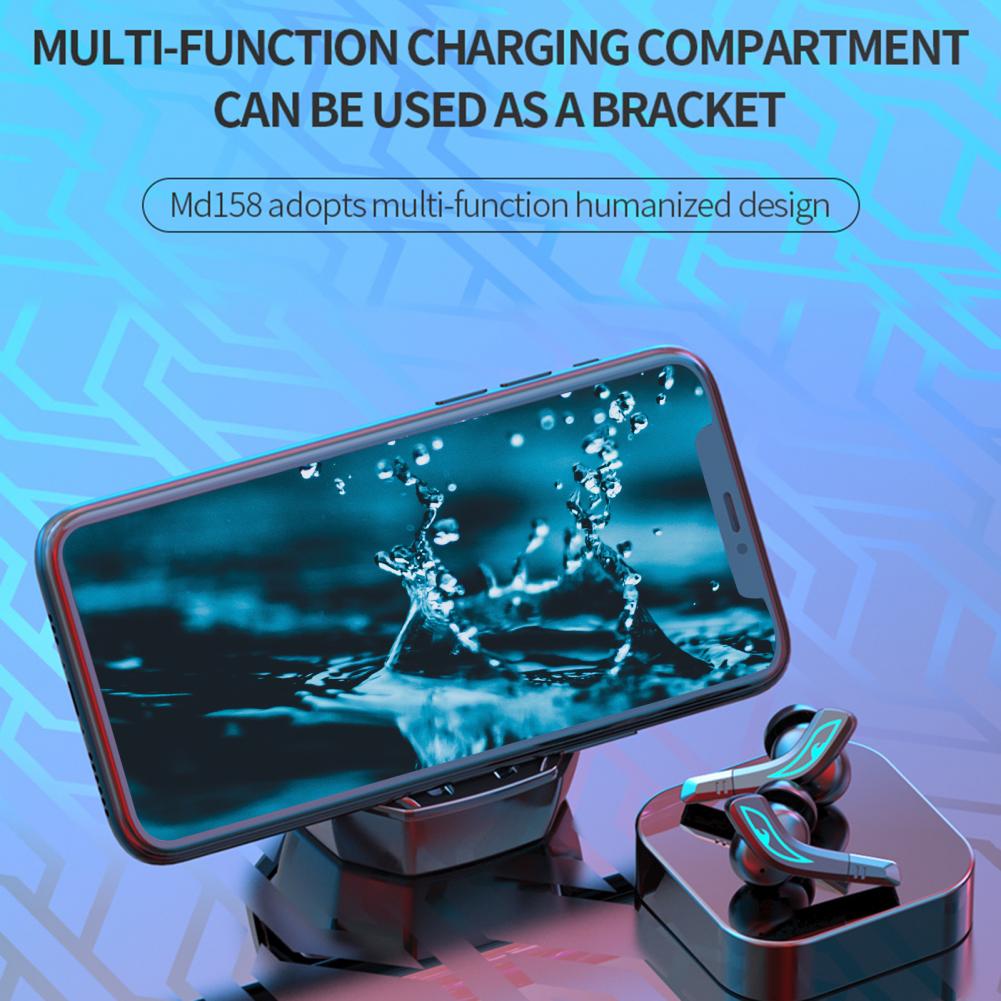 MULTI-FUNCTION CHARGING COMPARTMENT
CAN BE USED AS A BRACKET
Md158 adopts multi-function humanized design